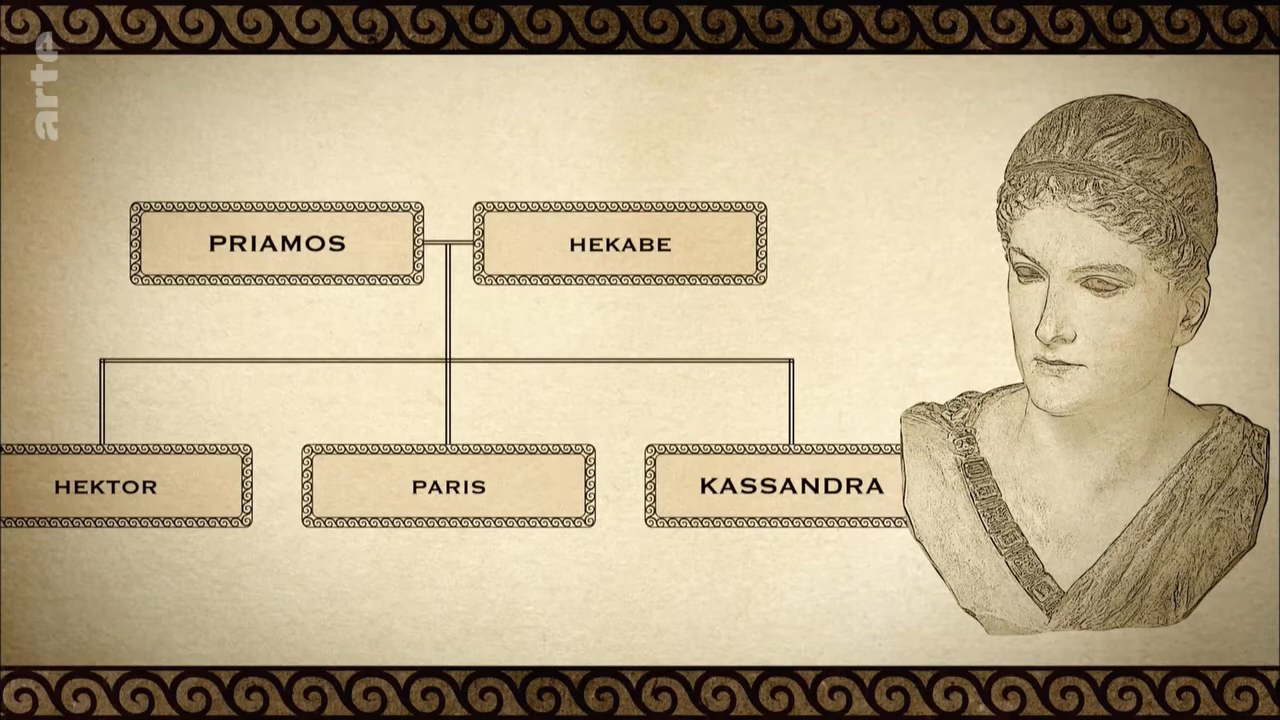 arte
PRIAMOS
HEKABE
HEKTOR
PARIS
KASSANDRA